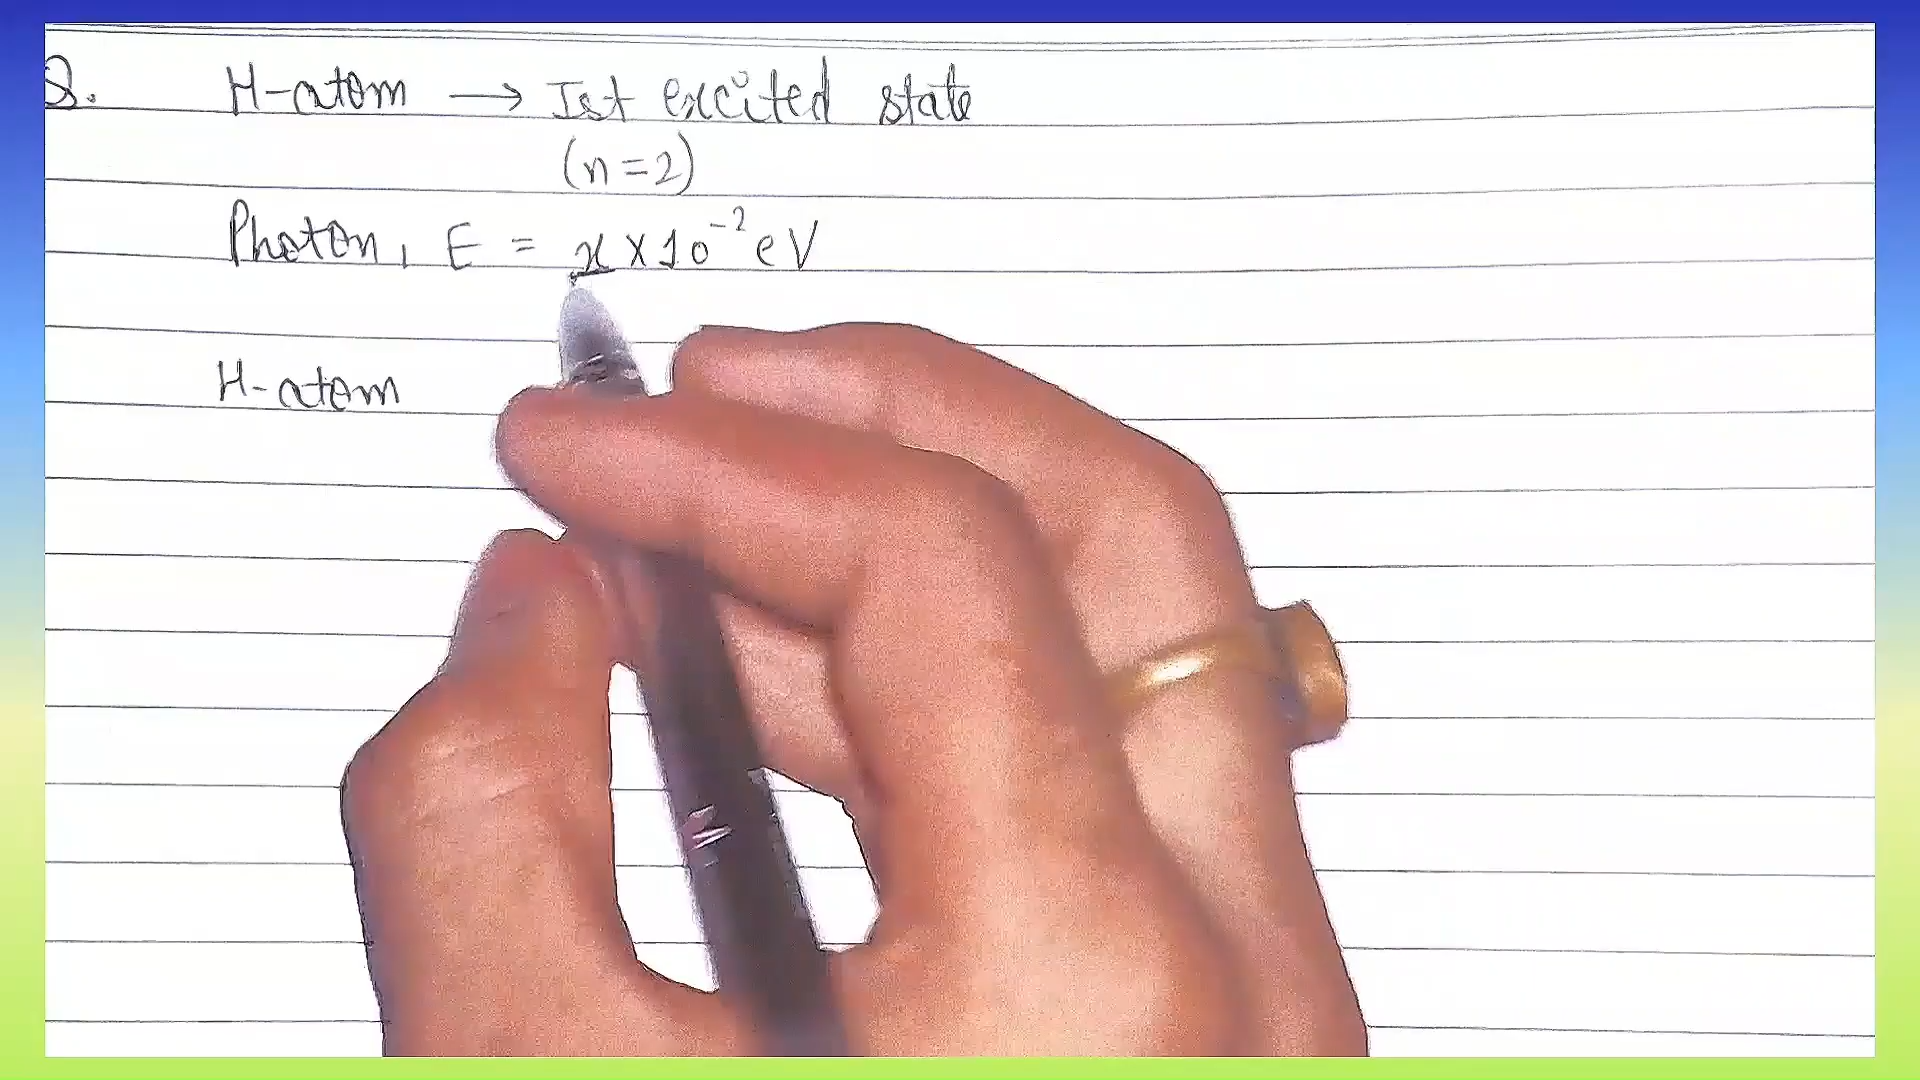 Q. H-atom → Ist excited state
(n=2)
Photon, E = x × 10⁻² eV
H-atom